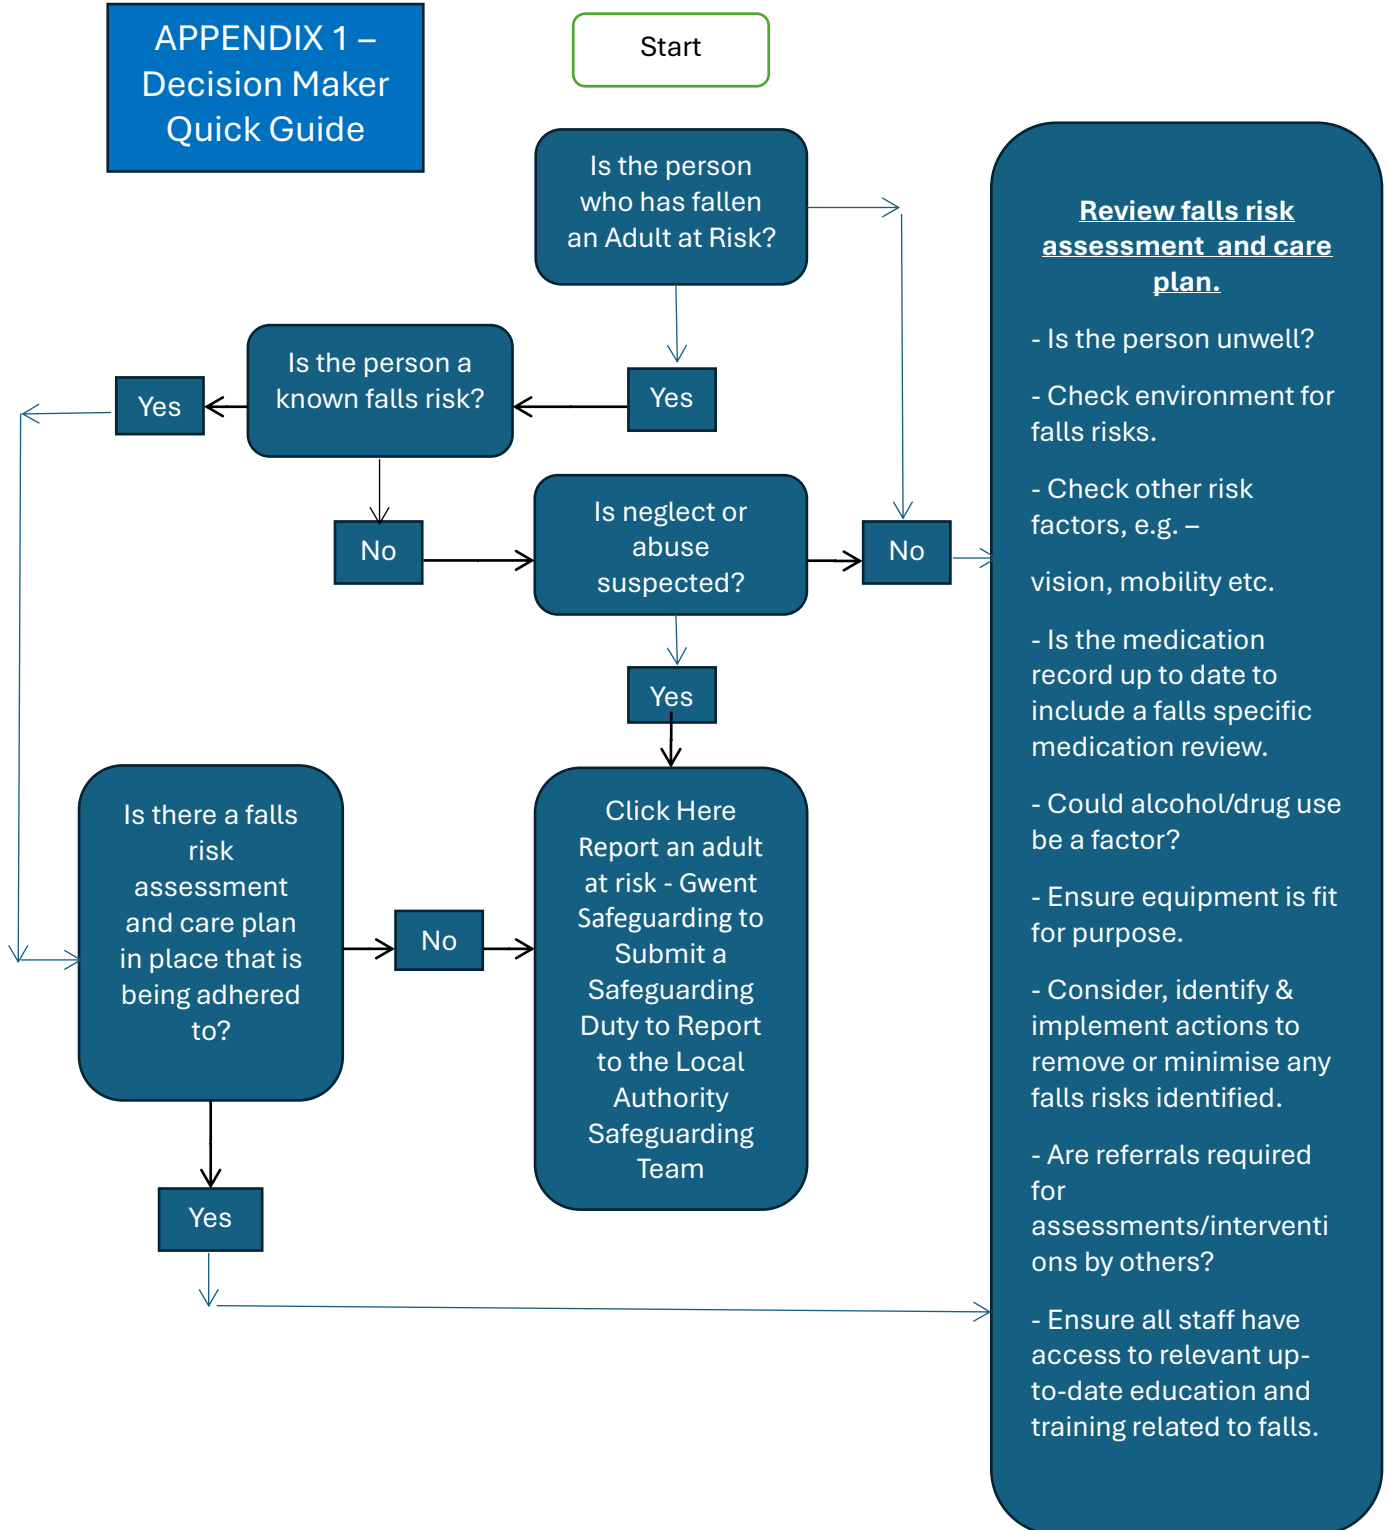 APPENDIX 1 –
Decision Maker
Quick Guide
Start
Is the person
who has fallen
an Adult at Risk?
Is the person a
known falls risk?
Yes
Yes
No
Is neglect or
abuse
suspected?
No
Yes
Is there a falls
risk
assessment
and care plan
in place that is
being adhered
to?
No
Click Here
Report an adult
at risk - Gwent
Safeguarding to
Submit a
Safeguarding
Duty to Report
to the Local
Authority
Safeguarding
Team
Yes
Review falls risk
assessment  and care
plan.
- Is the person unwell?
- Check environment for
falls risks.
- Check other risk
factors, e.g. –
vision, mobility etc.
- Is the medication
record up to date to
include a falls specific
medication review.
- Could alcohol/drug use
be a factor?
- Ensure equipment is fit
for purpose.
- Consider, identify &
implement actions to
remove or minimise any
falls risks identified.
- Are referrals required
for
assessments/interventi
ons by others?
- Ensure all staff have
access to relevant up-
to-date education and
training related to falls.